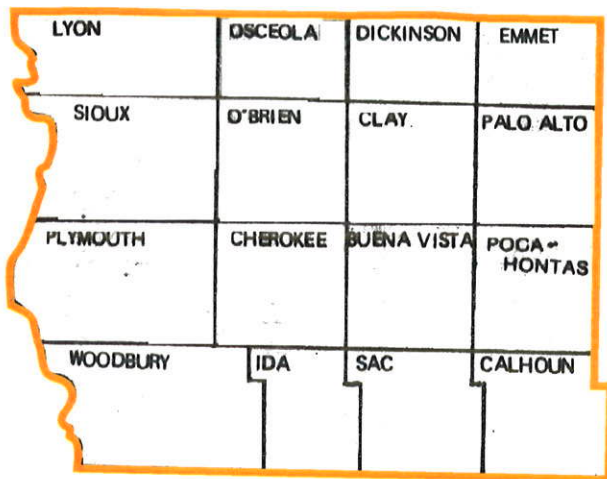 LYON OSCEOLA DICKINSON EMMET
SIOUX O'BRIEN CLAY PALO ALTO
PLYMOUTH CHEROKEE BUENA VISTA POCA-
HONTAS
WOODBURY IDA SAC CALHOUN